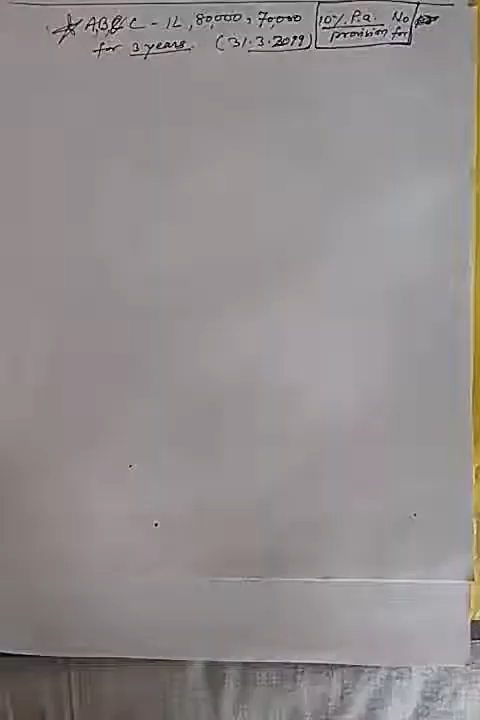 A B & C - 1L, 80,000, 70,000 10%. P.a. No
for 3 years. (31.3.2019) provision for